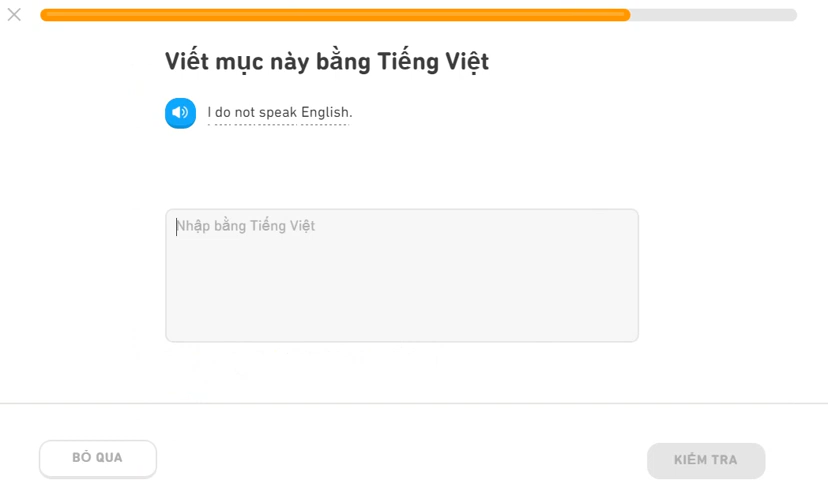 Viết mục này bằng Tiếng Việt
I do not speak English.
Nhập bằng Tiếng Việt
BỎ QUA
KIỂM TRA